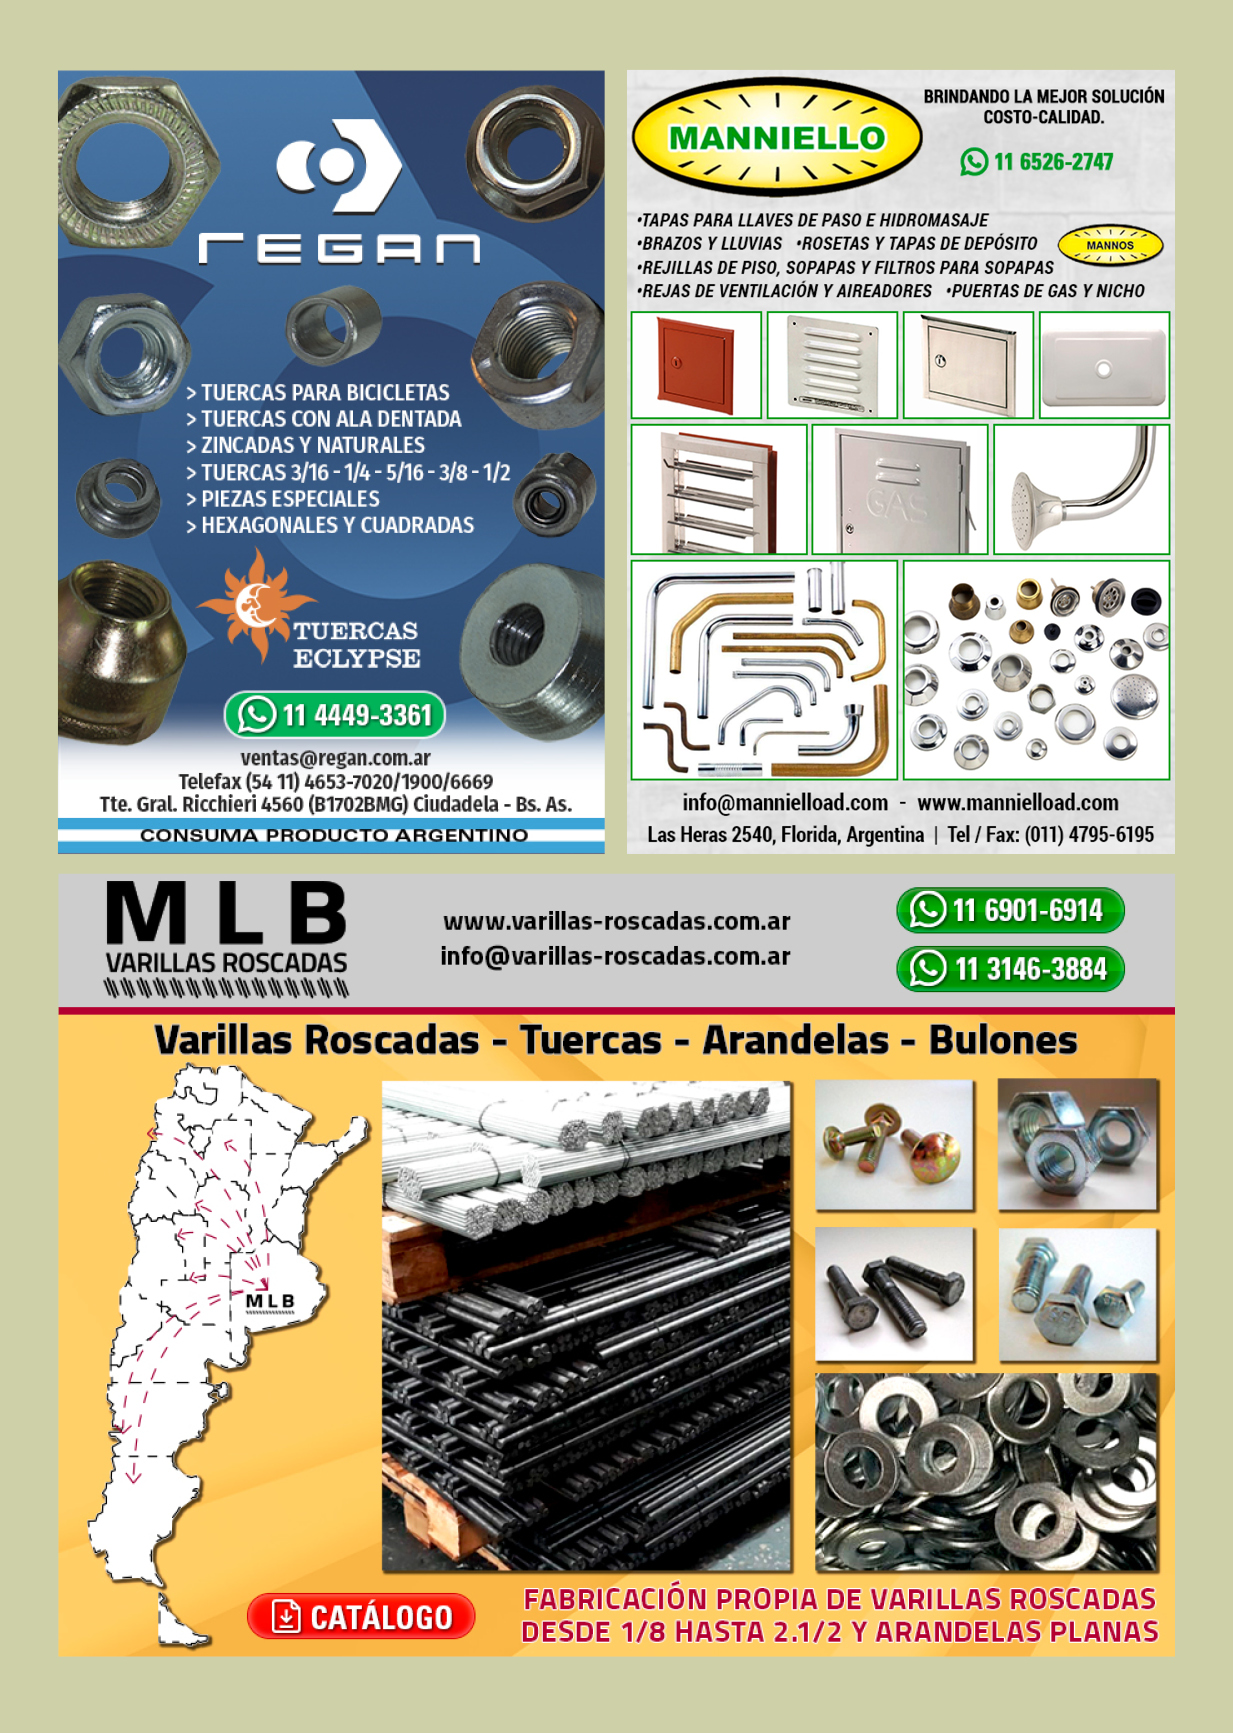 REGAN
> TUERCAS PARA BICICLETAS
> TUERCAS CON ALA DENTADA
> ZINCADAS Y NATURALES
> TUERCAS 3/16 - 1/4 - 5/16 - 3/8 - 1/2
> PIEZAS ESPECIALES
> HEXAGONALES Y CUADRADAS
TUERCAS
ECLYPSE
11 4449-3361
ventas@regan.com.ar
Telefax (54 11) 4653-7020/1900/6669
Tte. Gral. Ricchieri 4560 (B1702BMG) Ciudadela - Bs. As.
CONSUMA PRODUCTO ARGENTINO
MANNIELLO
BRINDANDO LA MEJOR SOLUCIÓN
COSTO-CALIDAD.
11 6526-2747
•TAPAS PARA LLAVES DE PASO E HIDROMASAJE
•BRAZOS Y LLUVIAS •ROSETAS Y TAPAS DE DEPÓSITO
MANNOS
•REJILLAS DE PISO, SOPAPAS Y FILTROS PARA SOPAPAS
•REJAS DE VENTILACIÓN Y AIREADORES •PUERTAS DE GAS Y NICHO
GAS
info@mannielload.com - www.mannielload.com
Las Heras 2540, Florida, Argentina | Tel / Fax: (011) 4795-6195
MLB
VARILLAS ROSCADAS
www.varillas-roscadas.com.ar
info@varillas-roscadas.com.ar
11 6901-6914
11 3146-3884
Varillas Roscadas - Tuercas - Arandelas - Bulones
MLB
CATÁLOGO
FABRICACIÓN PROPIA DE VARILLAS ROSCADAS
DESDE 1/8 HASTA 2.1/2 Y ARANDELAS PLANAS